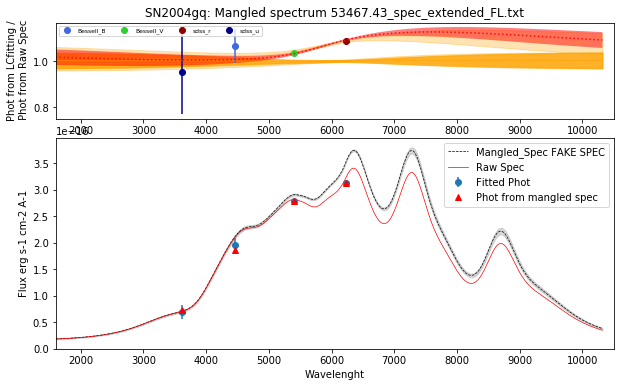 SN2004gq: Mangled spectrum 53467.43_spec_extended_FL.txt
Phot from LCfitting /
Phot from Raw Spec
Bessell_B
Bessell_V
sdss_r
sdss_u
1.0
0.8
2000 3000 4000 5000 6000 7000 8000 9000 10000
Flux erg s-1 cm-2 A-1
Mangled_Spec FAKE SPEC
Raw Spec
Fitted Phot
Phot from mangled spec
3.5
3.0
2.5
2.0
1.5
1.0
0.5
0.0
2000 3000 4000 5000 6000 7000 8000 9000 10000
Wavelenght